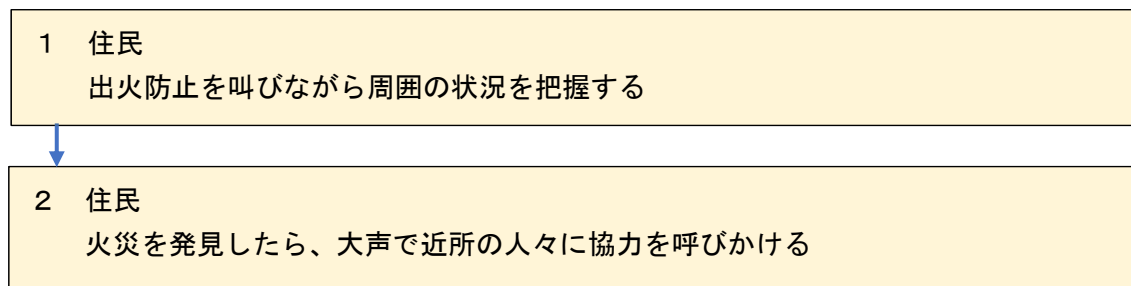 １　住民
出火防止を叫びながら周囲の状況を把握する
２　住民
火災を発見したら、大声で近所の人々に協力を呼びかける